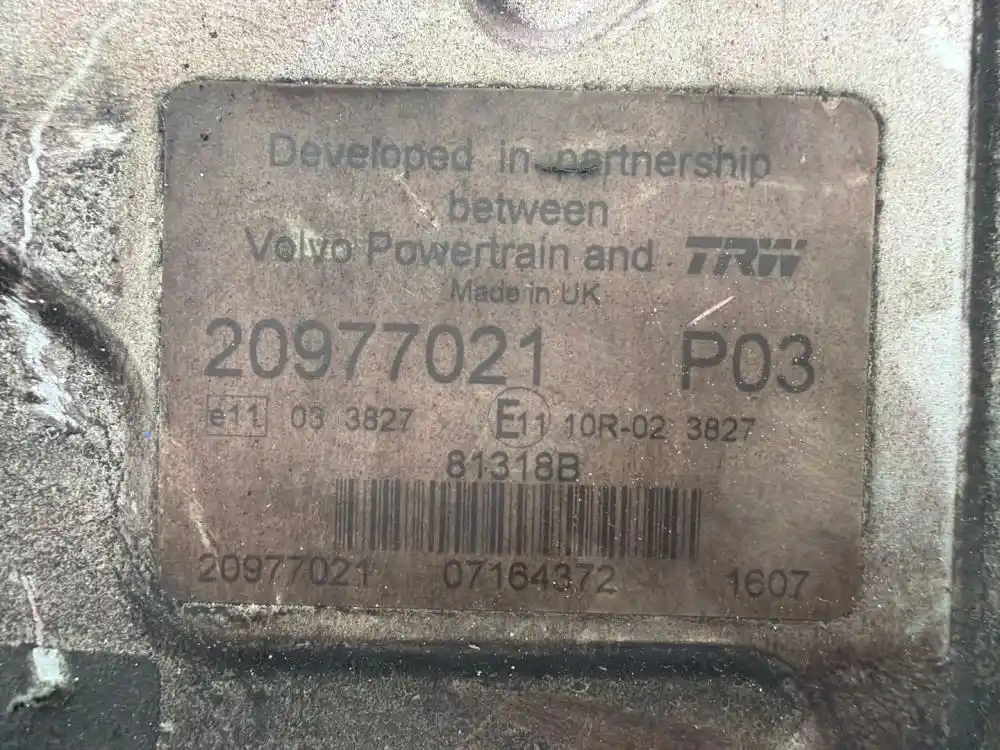 Developed in partnership
between
Volvo Powertrain and TRW
Made in UK
20977021 P03
e11 03 3827 E11 10R-02 3827
81318B
20977021 07164372 1607